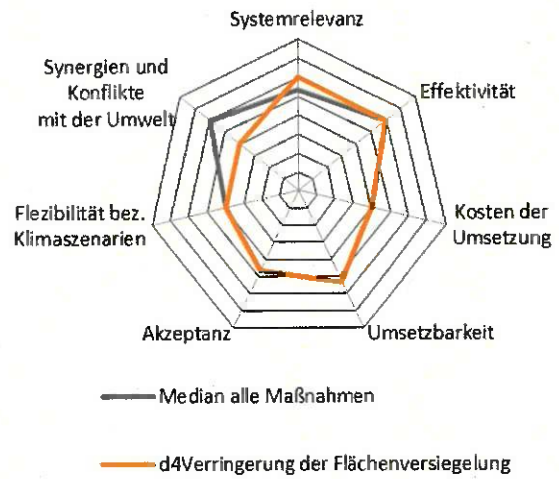 Systemrelevanz
Synergien und
Konflikte
mit der Umwelt
Effektivität
Flezibilität bez.
Klimaszenarien
Kosten der
Umsetzung
Akzeptanz
Umsetzbarkeit
Median alle Maßnahmen
d4Verringerung der Flächenversiegelung